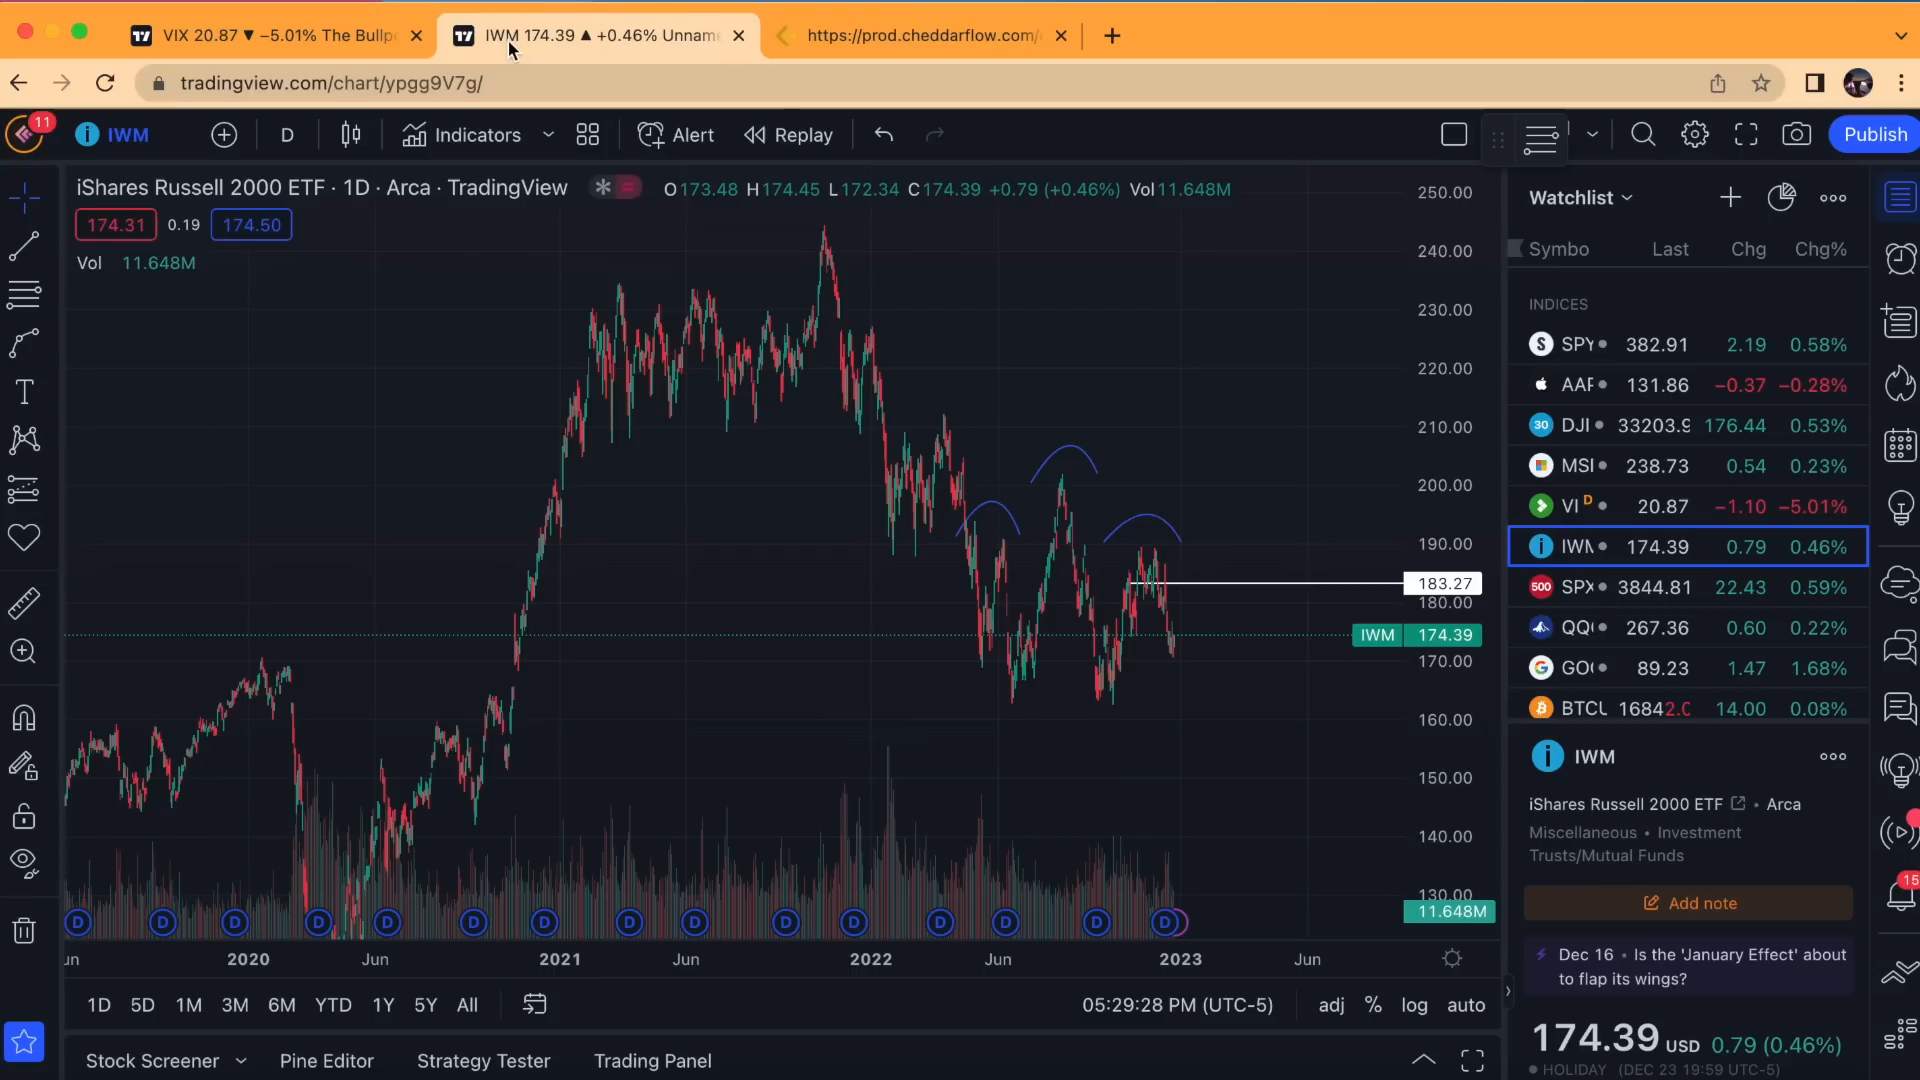 VIX 20.87 ▼ −5.01% The Bullpe
IWM 174.39 ▲ +0.46% Unnam
https://prod.cheddarflow.com/
tradingview.com/chart/ypgg9V7g/
11
IWM
D
Indicators
Alert
Replay
Publish
iShares Russell 2000 ETF · 1D · Arca · TradingView
O173.48 H174.45 L172.34 C174.39 +0.79 (+0.46%) Vol11.648M
174.31 0.19 174.50
Vol 11.648M
250.00
240.00
230.00
220.00
210.00
200.00
190.00
183.27
180.00
IWM 174.39
170.00
160.00
150.00
140.00
130.00
11.648M
D D D D D D D D D D D D D D D
2020 Jun 2021 Jun 2022 Jun 2023 Jun
1D 5D 1M 3M 6M YTD 1Y 5Y All
05:29:28 PM (UTC-5)
adj % log auto
Stock Screener Pine Editor Strategy Tester Trading Panel
Watchlist
Symbo Last Chg Chg%
INDICES
S SPY 382.91 2.19 0.58%
AAP 131.86 −0.37 −0.28%
30 DJI 33203.9 176.44 0.53%
MSI 238.73 0.54 0.23%
VI D 20.87 −1.10 −5.01%
IWM 174.39 0.79 0.46%
500 SPX 3844.81 22.43 0.59%
QQ 267.36 0.60 0.22%
GO 89.23 1.47 1.68%
BTCU 16842.0 14.00 0.08%
IWM
iShares Russell 2000 ETF • Arca
Miscellaneous • Investment
Trusts/Mutual Funds
Add note
Dec 16 • Is the 'January Effect' about
to flap its wings?
174.39 USD 0.79 (0.46%)
HOLIDAY (DEC 23 19:59 UTC-5)
15